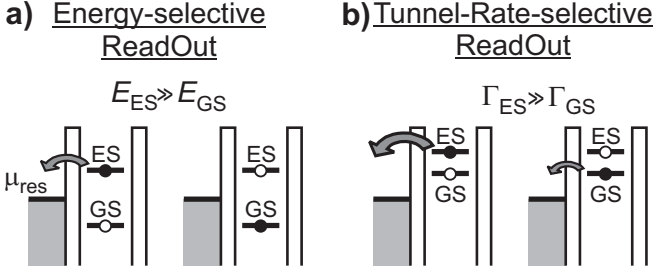 a) Energy-selective
ReadOut
E_ES≫E_GS
μ_res
ES
GS
ES
GS
b) Tunnel-Rate-selective
ReadOut
Γ_ES≫Γ_GS
ES
GS
ES
GS